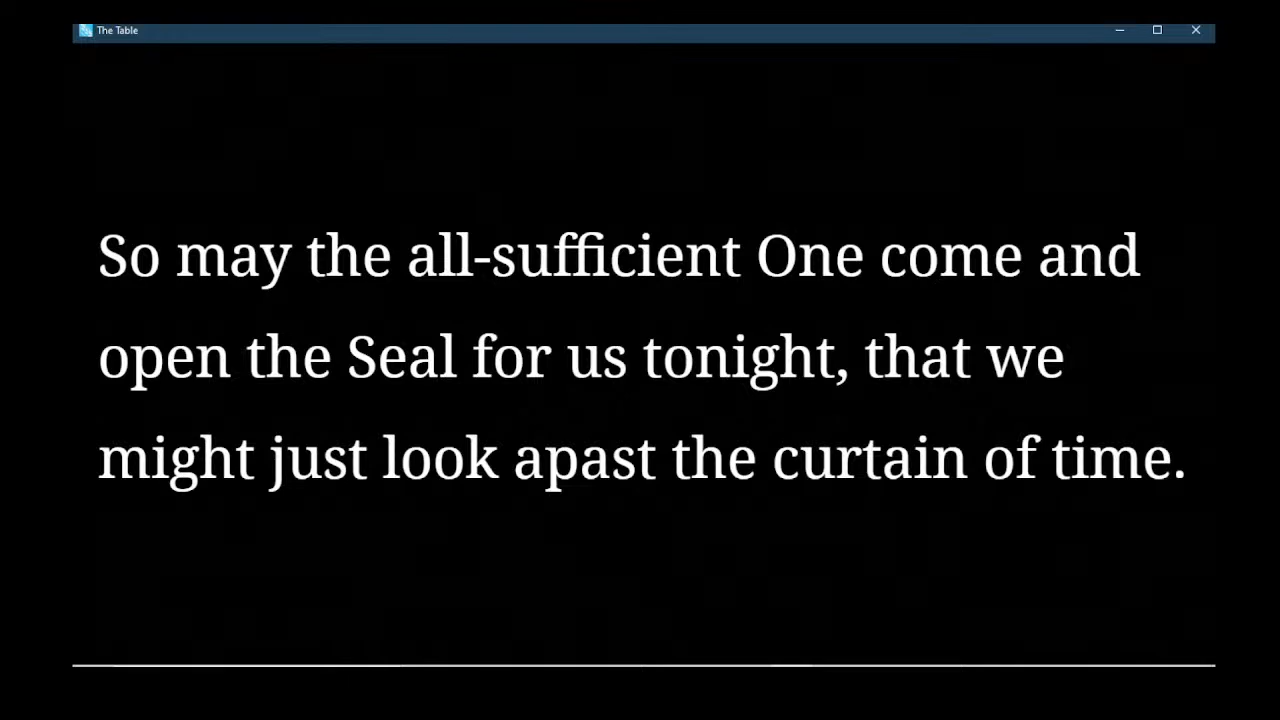 The Table
So may the all-sufficient One come and
open the Seal for us tonight, that we
might just look apast the curtain of time.